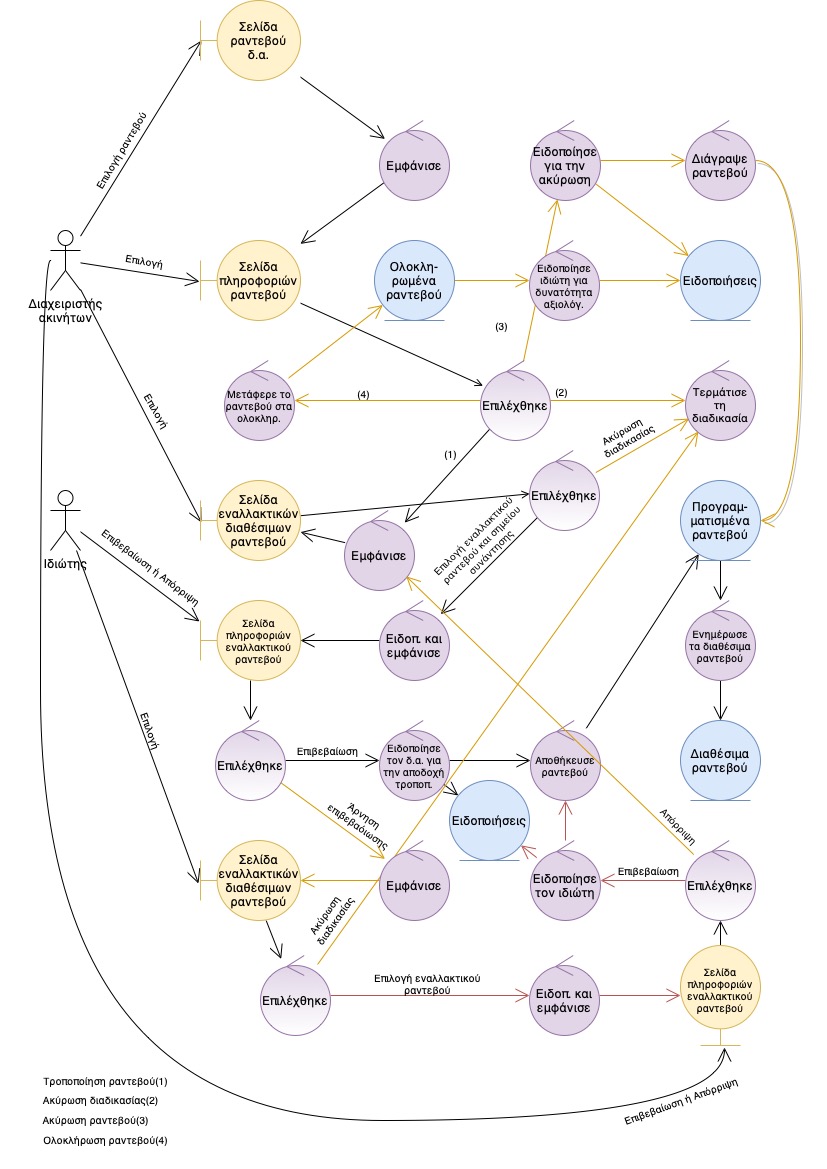 Σελίδα
ραντεβού
δ.α.
Επιλογή ραντεβού
Εμφάνισε
Ειδοποίησε
για την
ακύρωση
Διάγραψε
ραντεβού
Διαχειριστής
ακινήτων
Επιλογή
Σελίδα
πληροφοριών
ραντεβού
Ολοκλη-
ρωμένα
ραντεβού
Ειδοποίησε
ιδιώτη για
δυνατότητα
αξιολόγ.
Ειδοποιήσεις
(3)
Μετάφερε το
ραντεβού στα
ολοκληρ.
(4)
Επιλέχθηκε
(2)
Τερμάτισε
τη
διαδικασία
Επιλογή
(1)
Ακύρωση
διαδικασίας
Σελίδα
εναλλακτικών
διαθέσιμων
ραντεβού
Επιλέχθηκε
Προγραμ-
ματισμένα
ραντεβού
Ιδιώτης
Επιβεβαίωση ή Απόρριψη
Εμφάνισε
Επιλογή εναλλακτικού
ραντεβού και σημείου
συνάντησης
Σελίδα
πληροφοριών
εναλλακτικού
ραντεβού
Ειδοπ. και
εμφάνισε
Ενημέρωσε
τα διαθέσιμα
ραντεβού
Επιλογή
Επιλέχθηκε
Επιβεβαίωση
Ειδοποίησε
τον δ.α. για
την αποδοχή
τροποπ.
Αποθήκευσε
ραντεβού
Διαθέσιμα
ραντεβού
Άρνηση
επιβεβαδιωσης
Ειδοποιήσεις
Απόρριψη
Σελίδα
εναλλακτικών
διαθέσιμων
ραντεβού
Εμφάνισε
Ειδοποίησε
τον ιδιώτη
Επιβεβαίωση
Επιλέχθηκε
Ακύρωση
διαδικασίας
Επιλέχθηκε
Επιλογή εναλλακτικού
ραντεβού
Ειδοπ. και
εμφάνισε
Σελίδα
πληροφοριών
εναλλακτικού
ραντεβού
Επιβεβαίωση ή Απόρριψη
Τροποποίηση ραντεβού(1)
Ακύρωση διαδικασίας(2)
Ακύρωση ραντεβού(3)
Ολοκλήρωση ραντεβού(4)